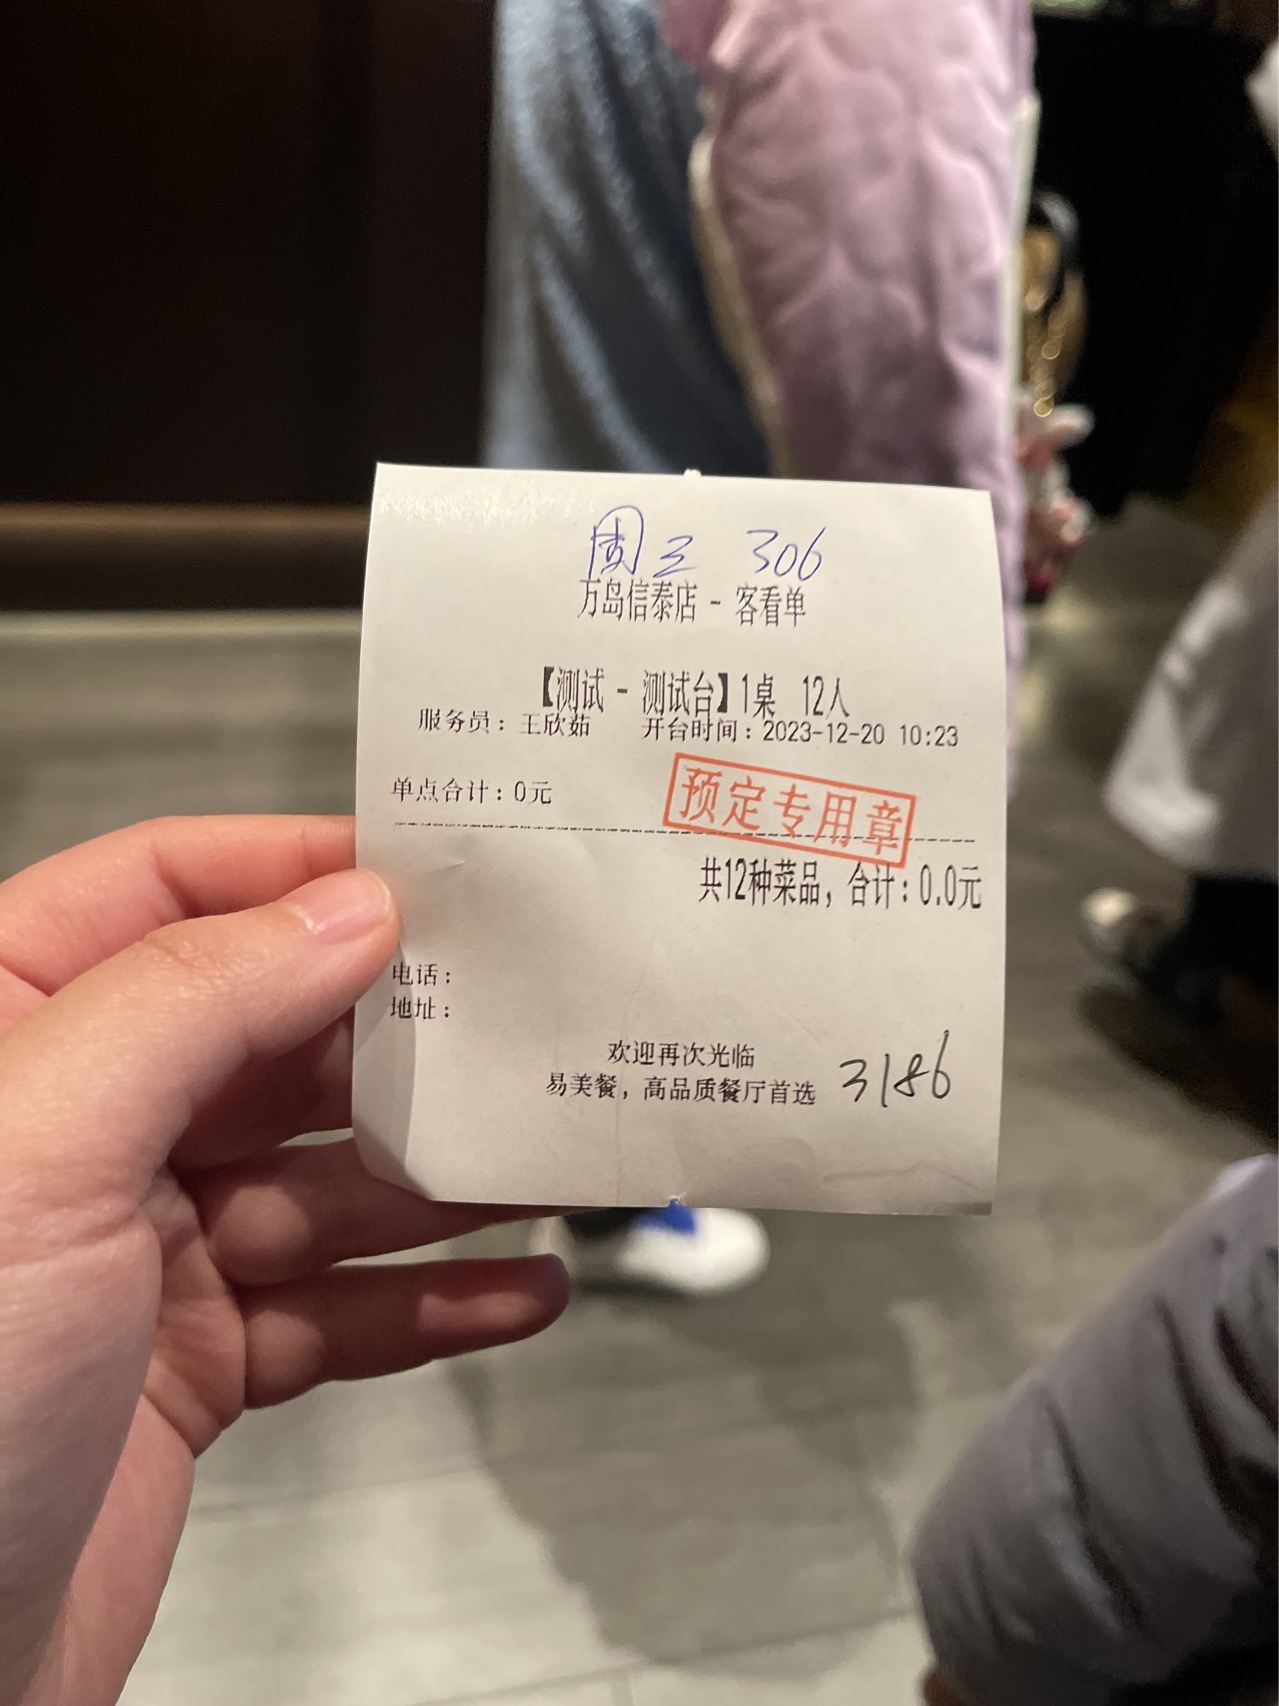 周三 306
万岛信泰店 - 客看单
【测试 - 测试台】1桌 12人
服务员：王欣茹 开台时间：2023-12-20 10:23
单点合计：0元
预定专用章
共12种菜品，合计：0.0元
电话：
地址：
欢迎再次光临
易美餐，高品质餐厅首选 3186